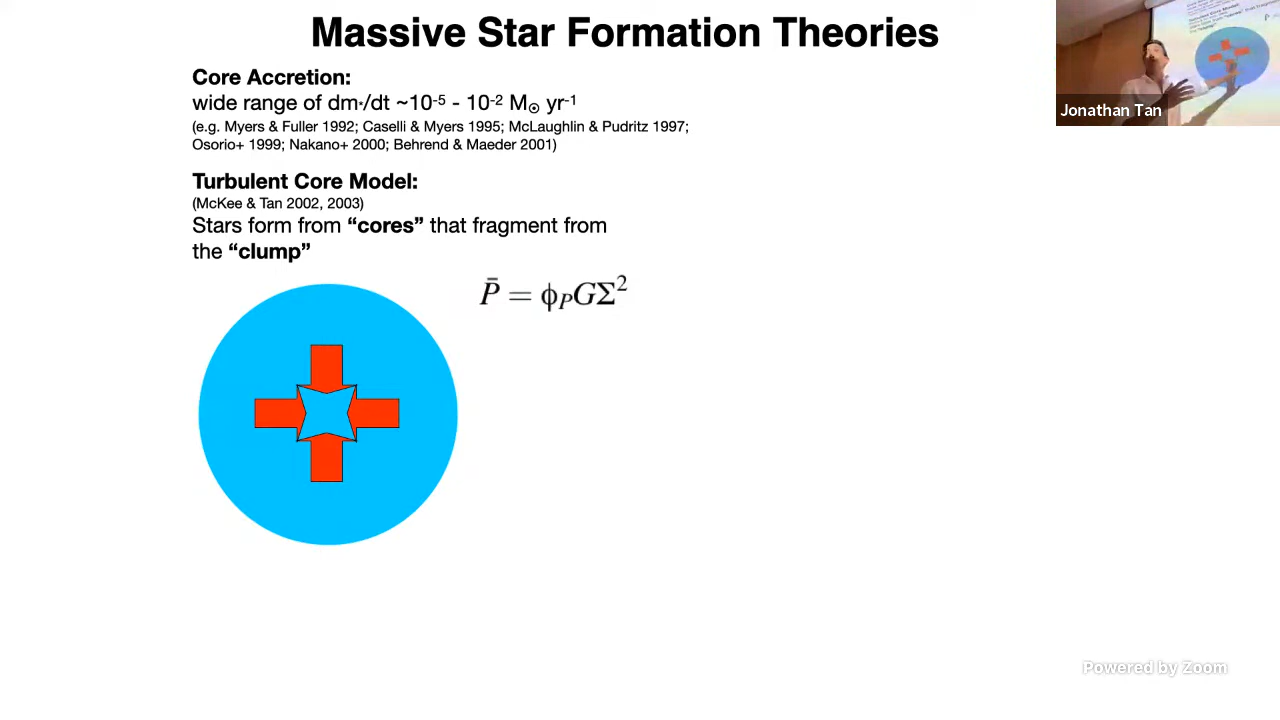 Massive Star Formation Theories
Core Accretion:
wide range of dm*/dt ~10⁻⁵ - 10⁻² M☉ yr⁻¹
(e.g. Myers & Fuller 1992; Caselli & Myers 1995; McLaughlin & Pudritz 1997;
Osorio+ 1999; Nakano+ 2000; Behrend & Maeder 2001)
Turbulent Core Model:
(McKee & Tan 2002, 2003)
Stars form from “cores” that fragment from
the “clump”
P̄ = ϕ_P GΣ²
Jonathan Tan
Powered by Zoom